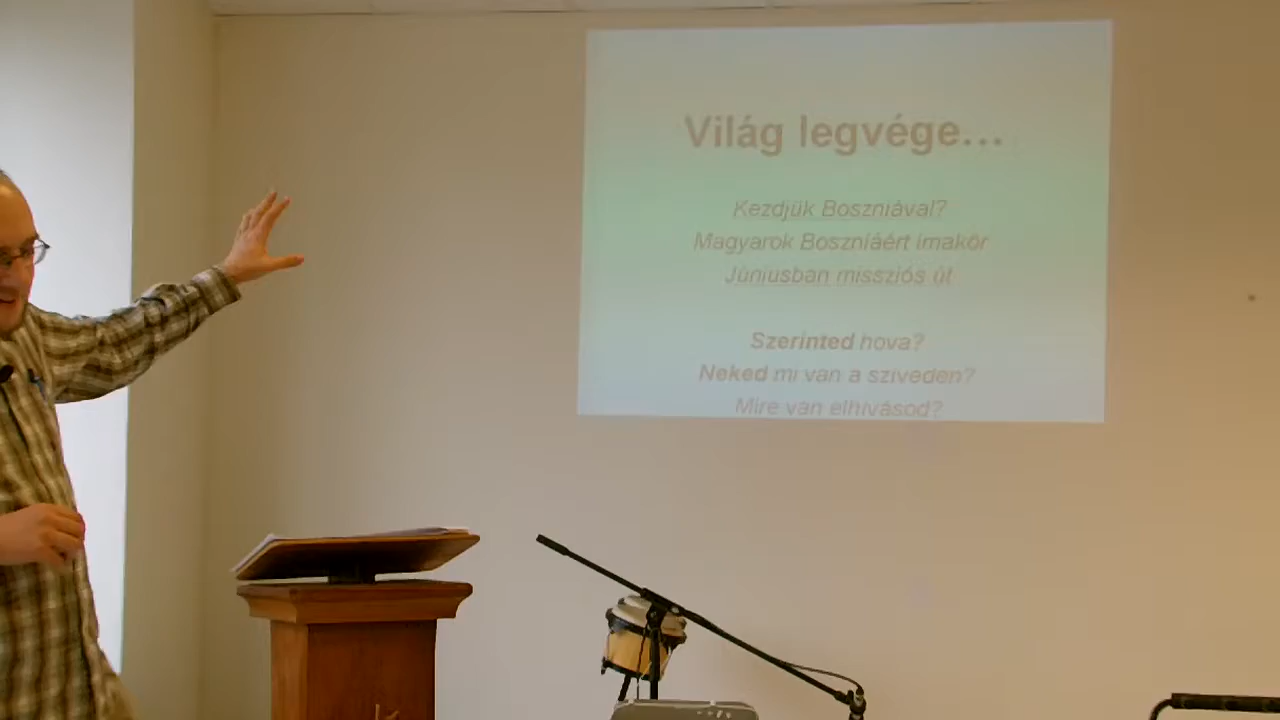 Világ legvége...
Kezdjük Boszniával?
Magyarok Boszniáért imakör
Júniusban missziós út
Szerinted hova?
Neked mi van a szíveden?
Mire van elhívásod?